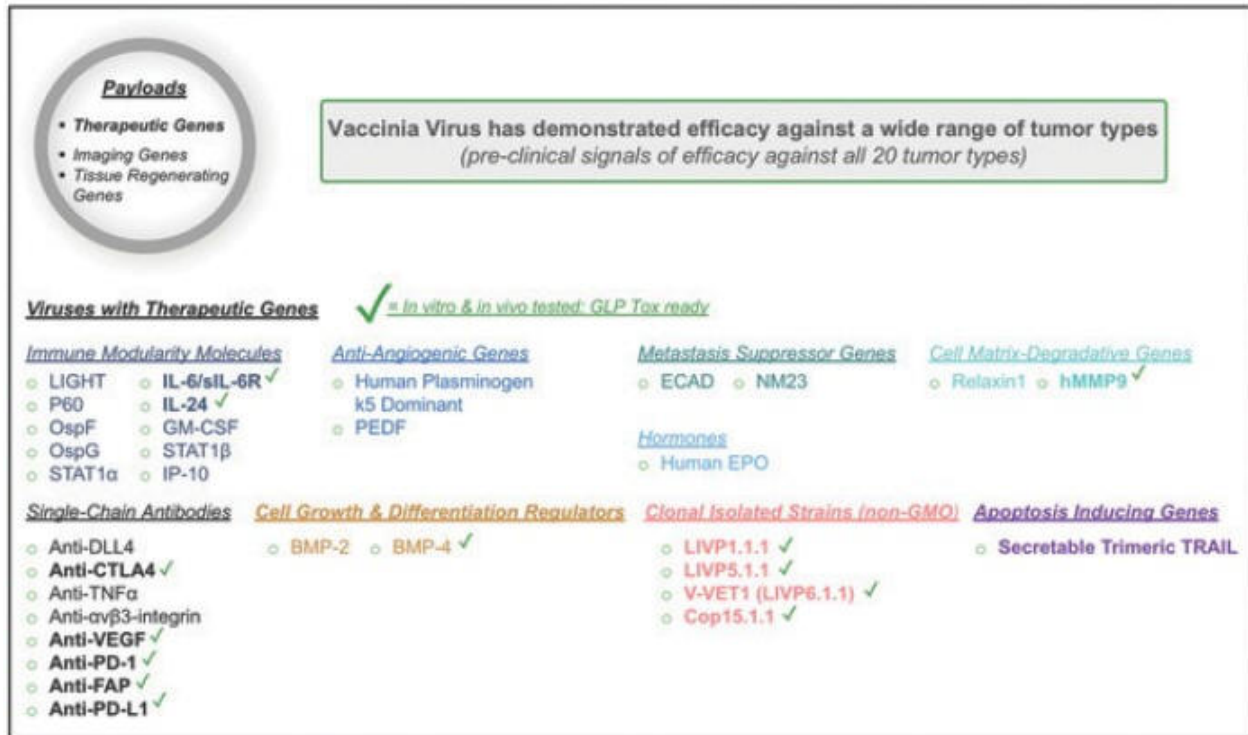 Payloads
• Therapeutic Genes
• Imaging Genes
• Tissue Regenerating
Genes
Vaccinia Virus has demonstrated efficacy against a wide range of tumor types
(pre-clinical signals of efficacy against all 20 tumor types)
Viruses with Therapeutic Genes
✓ = In vitro & in vivo tested: GLP Tox ready
Immune Modularity Molecules
○ LIGHT
○ P60
○ OspF
○ OspG
○ STAT1α
○ IL-6/sIL-6R ✓
○ IL-24 ✓
○ GM-CSF
○ STAT1β
○ IP-10
Anti-Angiogenic Genes
○ Human Plasminogen
k5 Dominant
○ PEDF
Metastasis Suppressor Genes
○ ECAD ○ NM23
Hormones
○ Human EPO
Cell Matrix-Degradative Genes
○ Relaxin1 ○ hMMP9 ✓
Single-Chain Antibodies
○ Anti-DLL4
○ Anti-CTLA4 ✓
○ Anti-TNFα
○ Anti-αvβ3-integrin
○ Anti-VEGF ✓
○ Anti-PD-1 ✓
○ Anti-FAP ✓
○ Anti-PD-L1 ✓
Cell Growth & Differentiation Regulators
○ BMP-2 ○ BMP-4 ✓
Clonal Isolated Strains (non-GMO)
○ LIVP1.1.1 ✓
○ LIVP5.1.1 ✓
○ V-VET1 (LIVP6.1.1) ✓
○ Cop15.1.1 ✓
Apoptosis Inducing Genes
○ Secretable Trimeric TRAIL